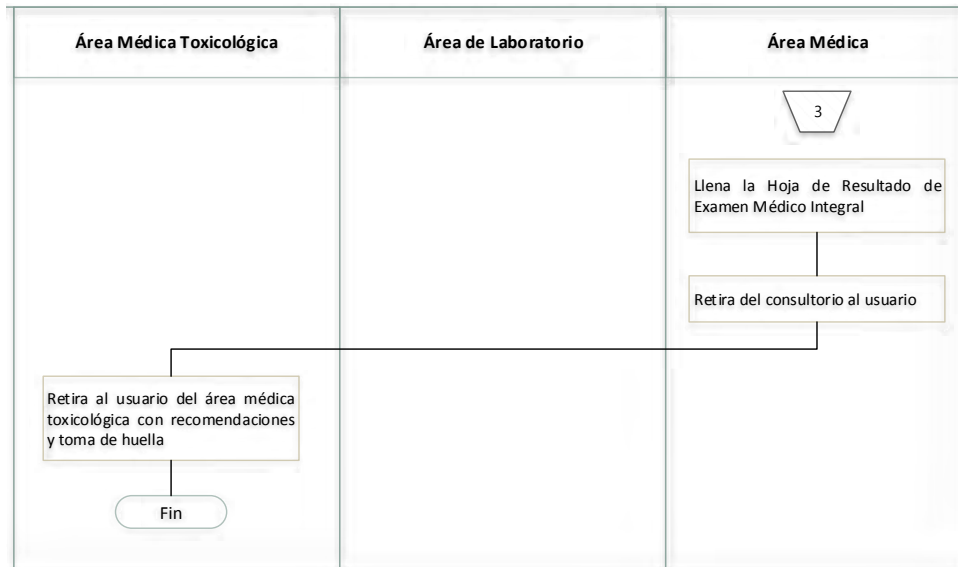 Área Médica Toxicológica
Área de Laboratorio
Área Médica
3
Llena la Hoja de Resultado de
Examen Médico Integral
Retira del consultorio al usuario
Retira al usuario del área médica
toxicológica con recomendaciones
y toma de huella
Fin